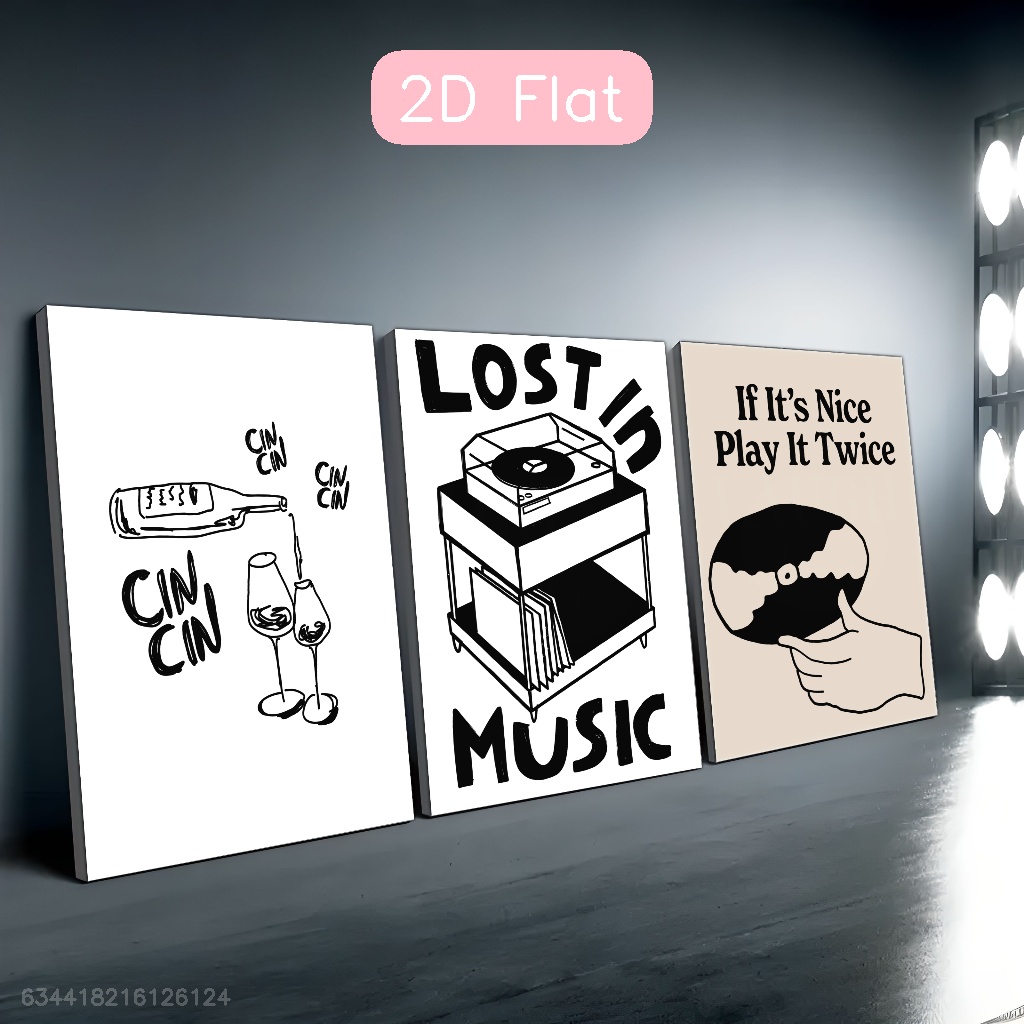 2D Flat
CIN
CIN
CIN
CIN
CIN
CIN
LOST in
MUSIC
If It's Nice
Play It Twice
634418216126124